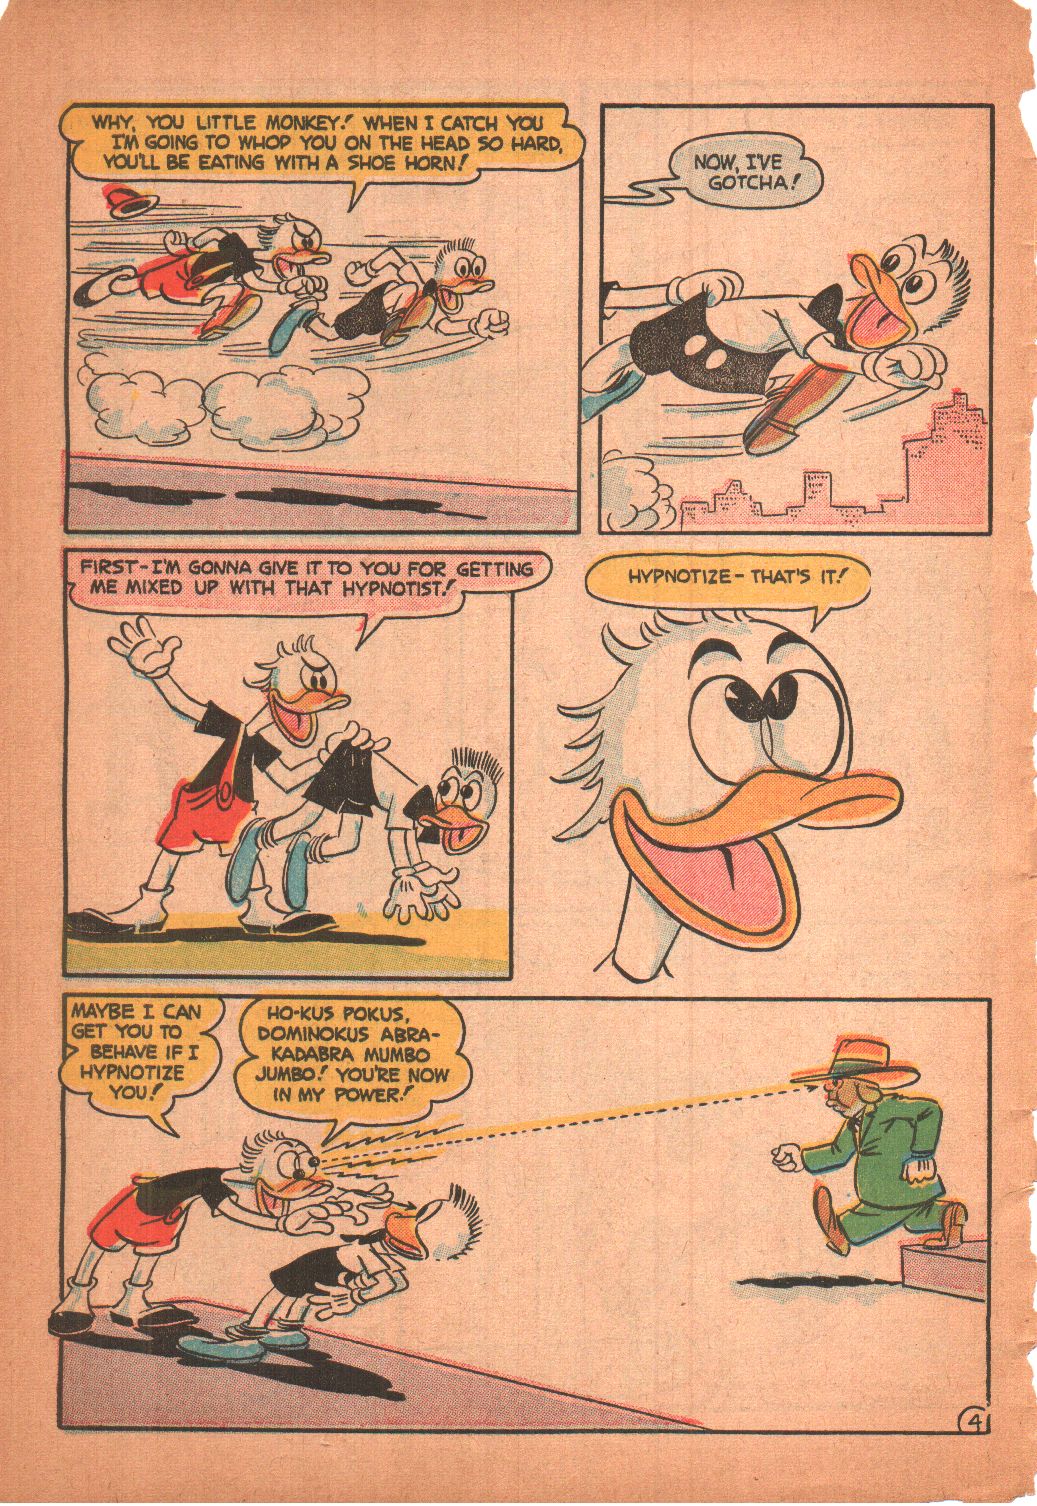 WHY, YOU LITTLE MONKEY! WHEN I CATCH YOU
I'M GOING TO WHOP YOU ON THE HEAD SO HARD,
YOU'LL BE EATING WITH A SHOE HORN!
NOW, I'VE
GOTCHA!
FIRST-I'M GONNA GIVE IT TO YOU FOR GETTING
ME MIXED UP WITH THAT HYPNOTIST!
HYPNOTIZE-THAT'S IT!
MAYBE I CAN
GET YOU TO
BEHAVE IF I
HYPNOTIZE
YOU!
HO-KUS POKUS,
DOMINOKUS ABRA-
KADABRA MUMBO
JUMBO! YOU'RE NOW
IN MY POWER!
4